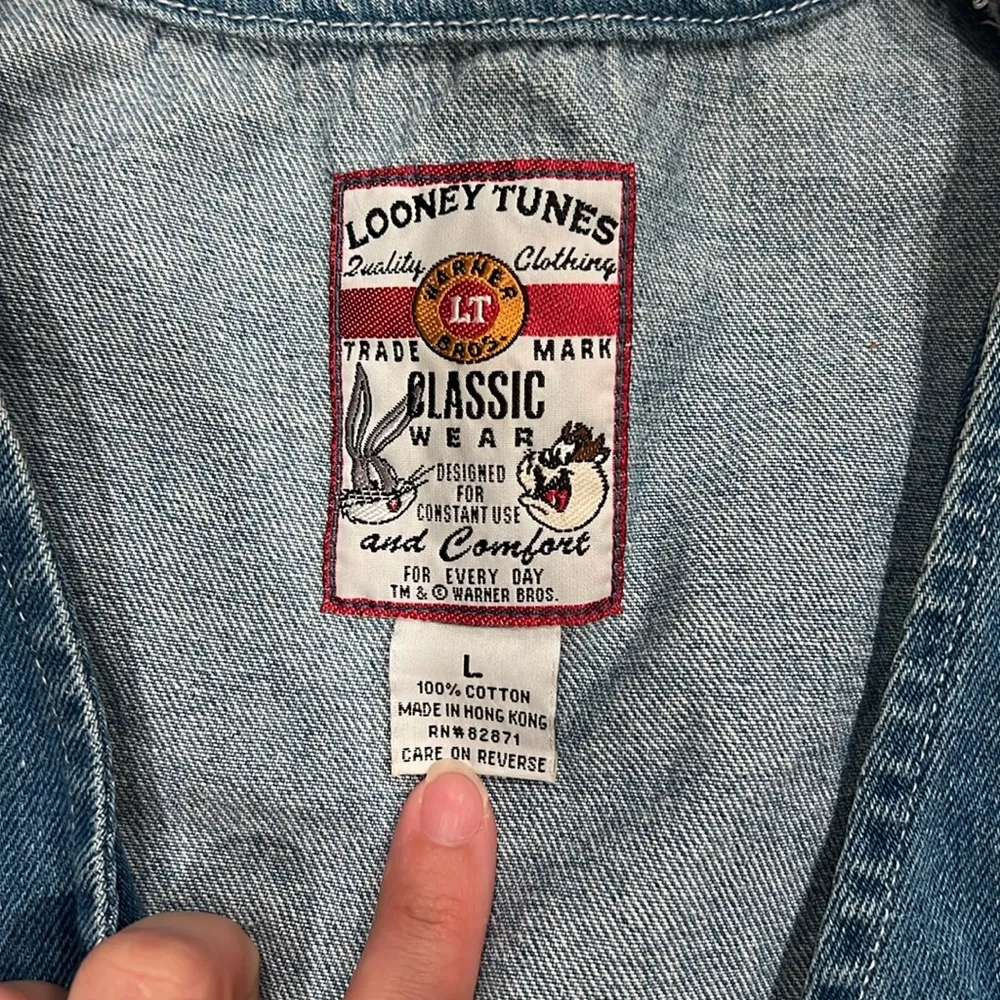 LOONEY TUNES
Quality Clothing
WARNER
LT
BROS.
TRADE MARK
CLASSIC
WEAR
DESIGNED
FOR
CONSTANT USE
and Comfort
FOR EVERY DAY
TM & © WARNER BROS.
L
100% COTTON
MADE IN HONG KONG
RN#82871
CARE ON REVERSE